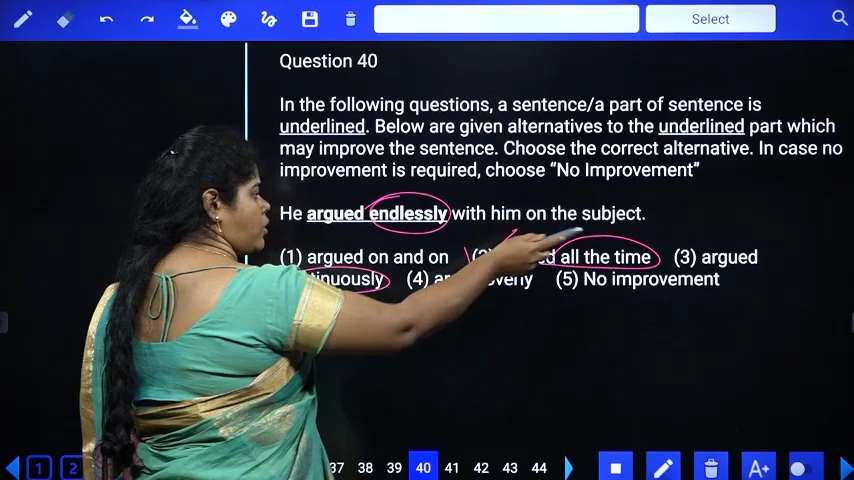 Select
Question 40
In the following questions, a sentence/a part of sentence is
underlined. Below are given alternatives to the underlined part which
may improve the sentence. Choose the correct alternative. In case no
improvement is required, choose “No Improvement”
He argued endlessly with him on the subject.
(1) argued on and on all the time (3) argued
(4) (5) No improvement
1 2 37 38 39 40 41 42 43 44 A+